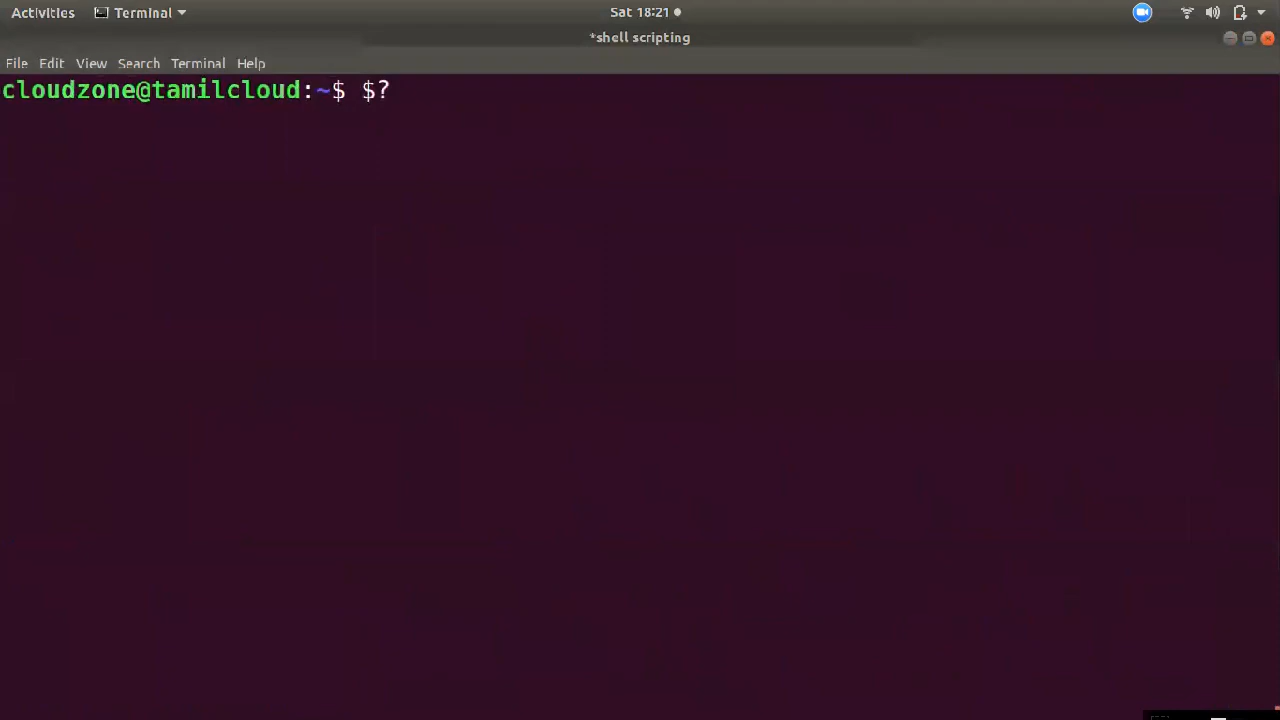 Activities Terminal Sat 18:21
*shell scripting
File Edit View Search Terminal Help
cloudzone@tamilcloud:~$ $?